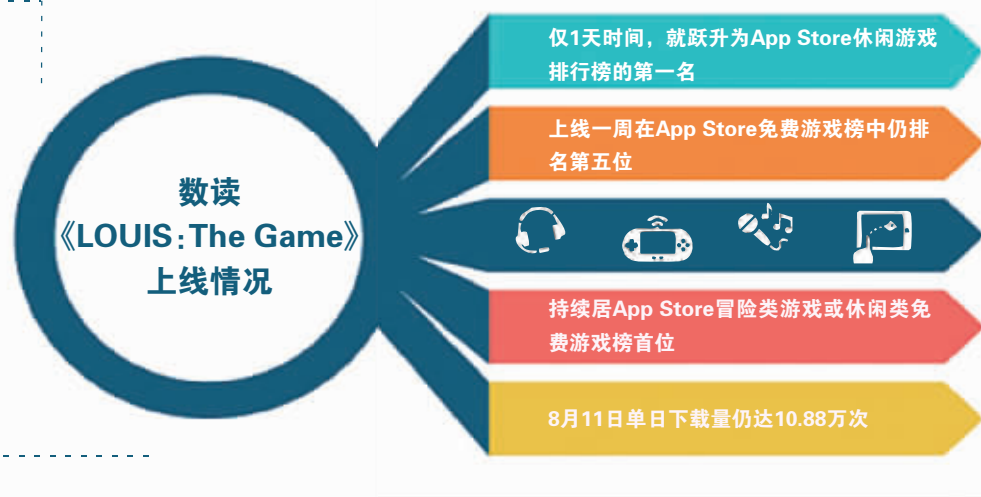 数读
《LOUIS：The Game》
上线情况
仅1天时间，就跃升为App Store休闲游戏
排行榜的第一名
上线一周在App Store免费游戏榜中仍排
名第五位
持续居App Store冒险类游戏或休闲类免
费游戏榜首位
8月11日单日下载量仍达10.88万次